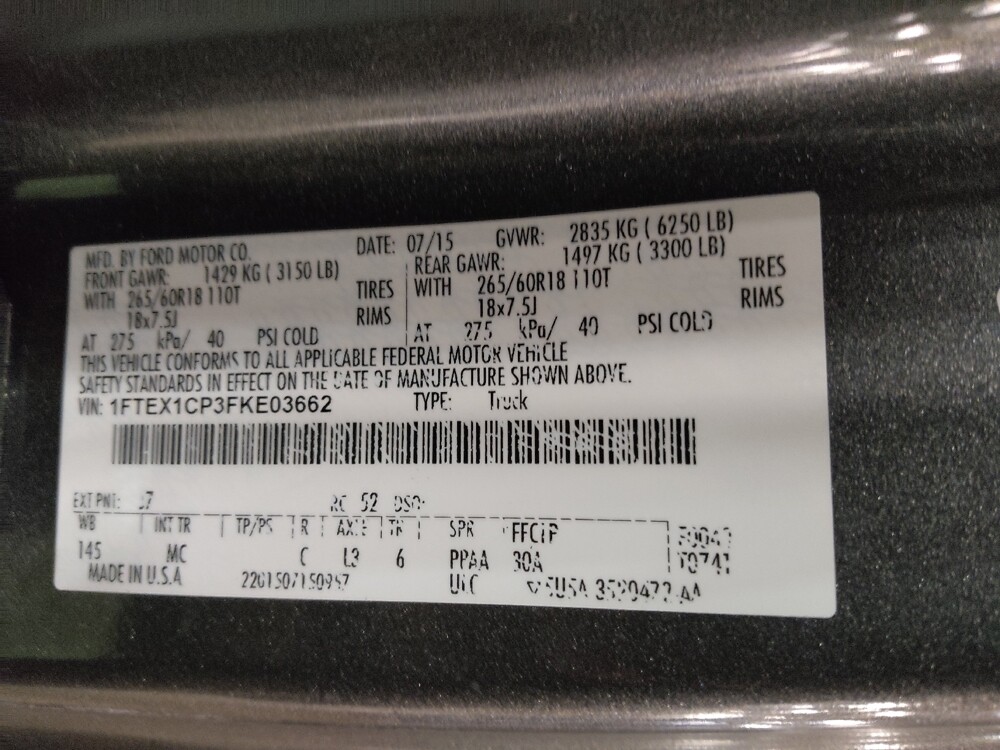 MFD. BY FORD MOTOR CO. DATE: 07/15 GVWR: 2835 KG ( 6250 LB)
FRONT GAWR: 1429 KG ( 3150 LB) REAR GAWR: 1497 KG ( 3300 LB)
WITH 265/60R18 110T TIRES WITH 265/60R18 110T TIRES
18x7.5J RIMS 18x7.5J RIMS
AT 275 kPa/ 40 PSI COLD AT 275 kPa/ 40 PSI COLD
THIS VEHICLE CONFORMS TO ALL APPLICABLE FEDERAL MOTOR VEHICLE
SAFETY STANDARDS IN EFFECT ON THE DATE OF MANUFACTURE SHOWN ABOVE.
VIN: 1FTEX1CP3FKE03662 TYPE: Truck
EXT PNT: RC: 52 DSO:
WB INT TR TP/PS R AXLE TR SPR
145 MC C L3 6 PPAA 30A
MADE IN U.S.A UTC